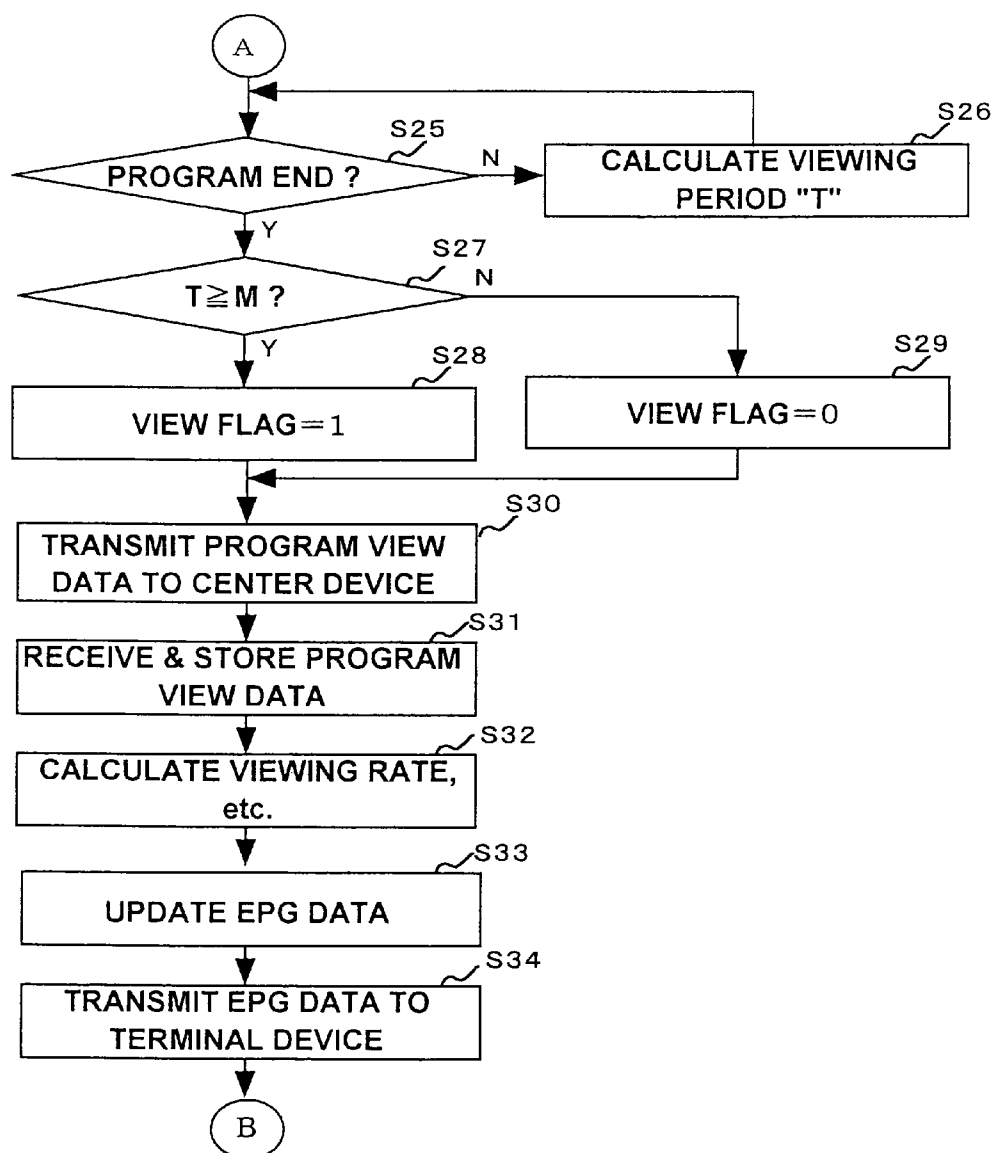 A
S25
PROGRAM END ?
N
S26
CALCULATE VIEWING
PERIOD "T"
Y
S27
T≧M ?
N
Y
S28
VIEW FLAG=1
S29
VIEW FLAG=0
S30
TRANSMIT PROGRAM VIEW
DATA TO CENTER DEVICE
S31
RECEIVE & STORE PROGRAM
VIEW DATA
S32
CALCULATE VIEWING RATE,
etc.
S33
UPDATE EPG DATA
S34
TRANSMIT EPG DATA TO
TERMINAL DEVICE
B